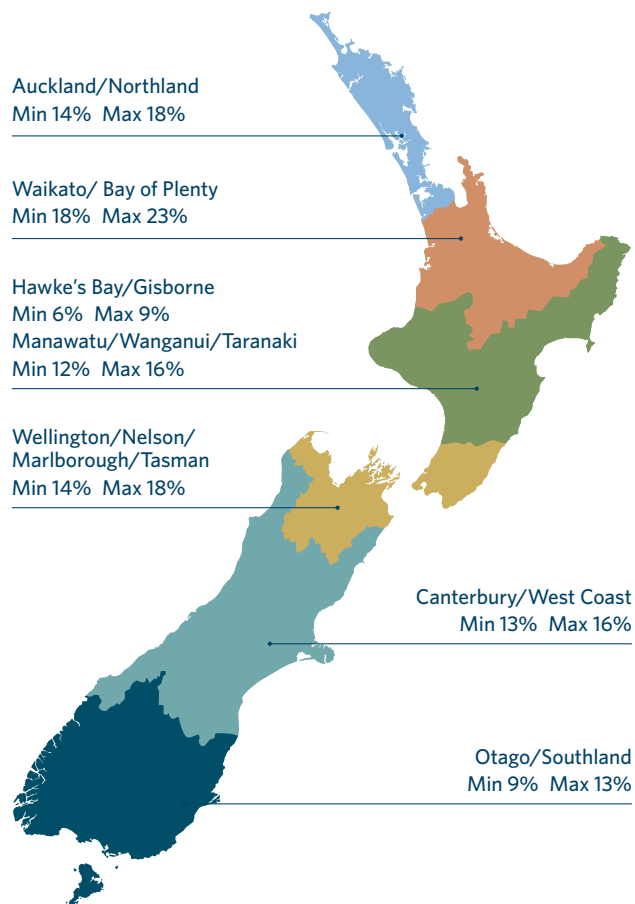 Auckland/Northland
Min 14% Max 18%
Waikato/ Bay of Plenty
Min 18% Max 23%
Hawke's Bay/Gisborne
Min 6% Max 9%
Manawatu/Wanganui/Taranaki
Min 12% Max 16%
Wellington/Nelson/
Marlborough/Tasman
Min 14% Max 18%
Canterbury/West Coast
Min 13% Max 16%
Otago/Southland
Min 9% Max 13%